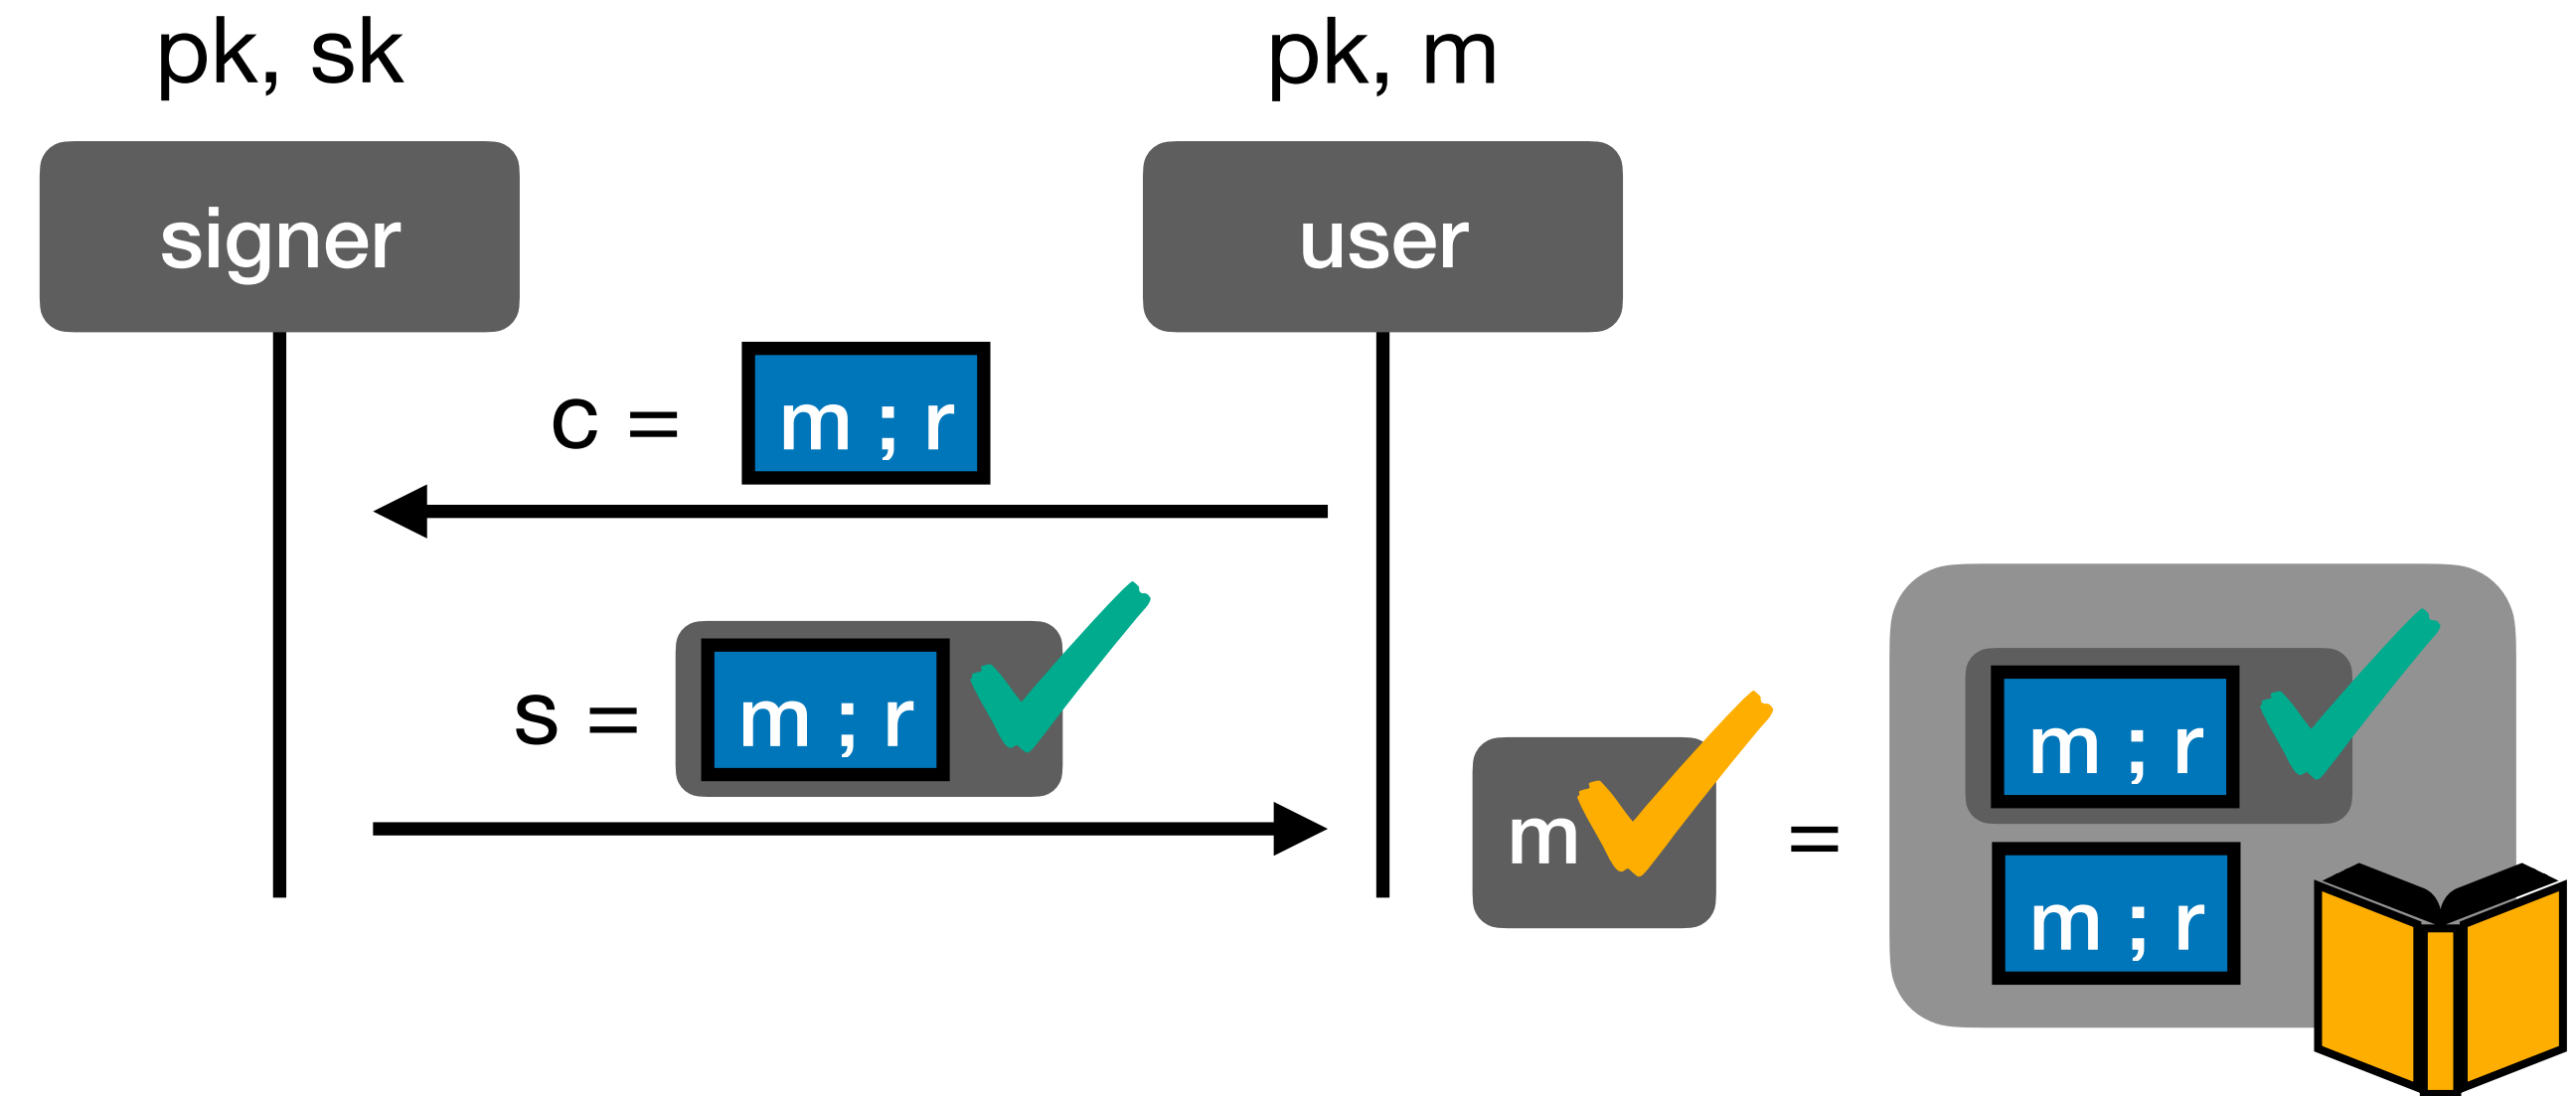 pk, sk
pk, m
signer
user
c = m ; r
s = m ; r
m = m ; r
m ; r